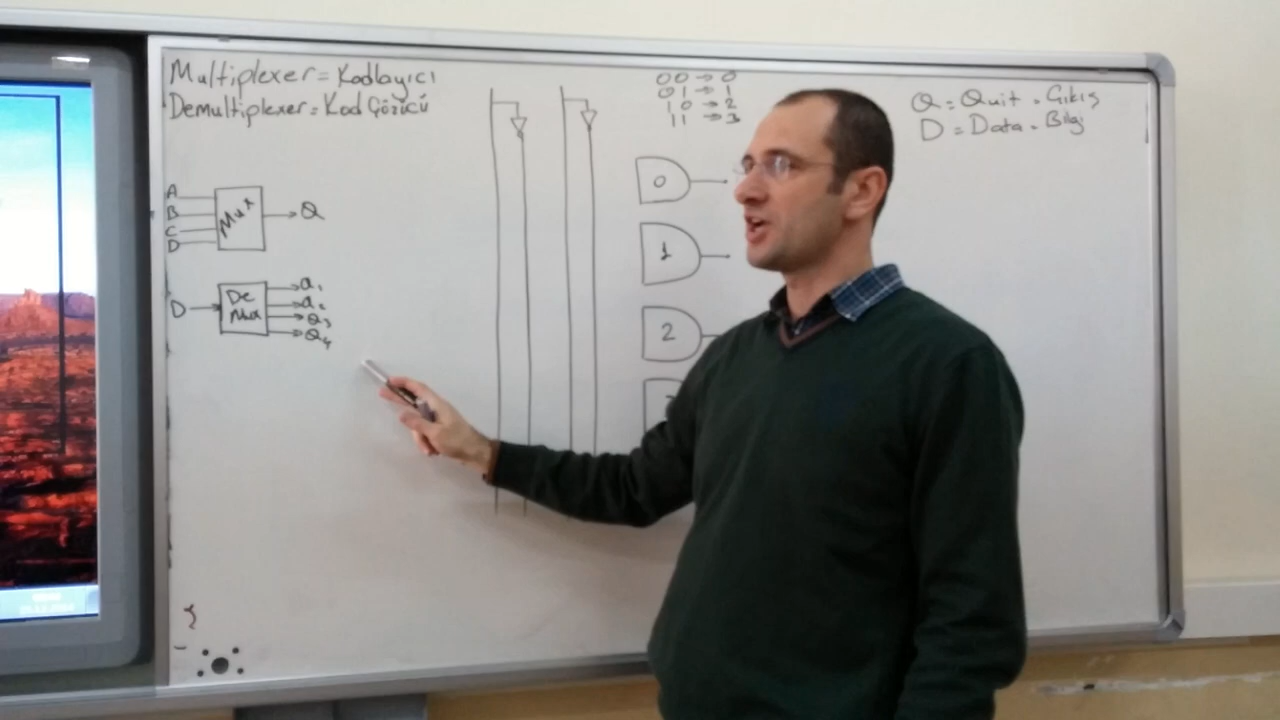 Multiplexer = Kodlayıcı
Demultiplexer = Kod Çözücü
00 → 0
01 → 1
10 → 2
11 → 3
Q = Quit = Çıkış
D = Data = Bilgi
A
B
C
D
Mux
Q
D
De
Mux
Q1
Q2
Q3
Q4
0
1
2